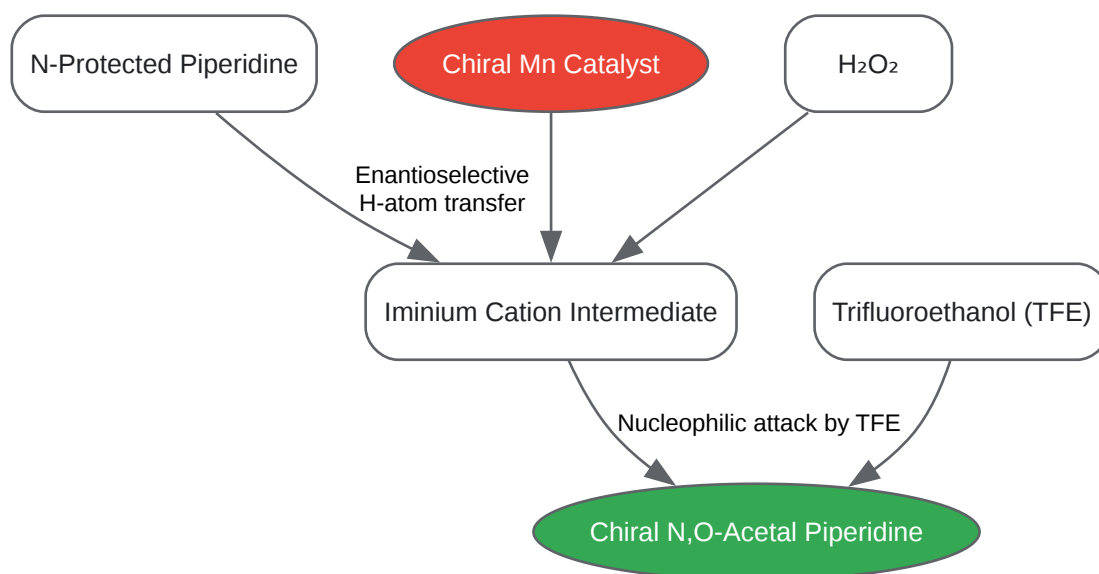 N-Protected Piperidine
Chiral Mn Catalyst
H₂O₂
Enantioselective
H-atom transfer
Iminium Cation Intermediate
Trifluoroethanol (TFE)
Nucleophilic attack by TFE
Chiral N,O-Acetal Piperidine